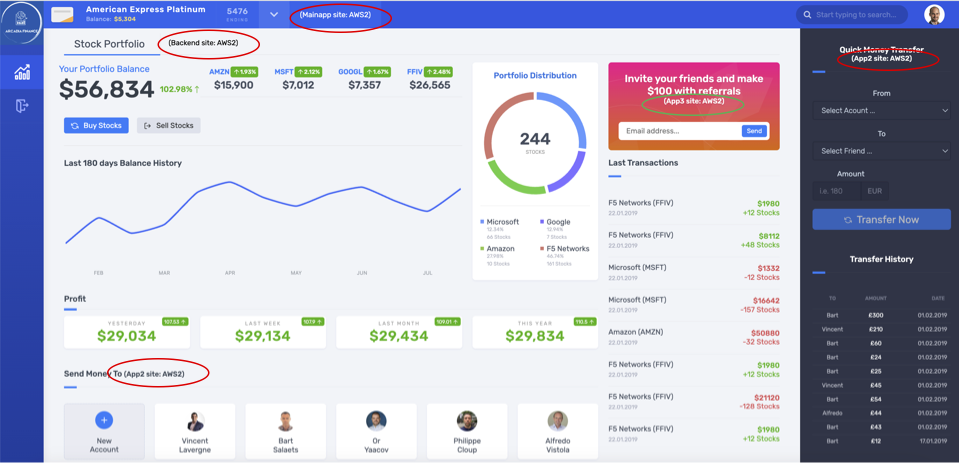 ARCADIA FINANCE
American Express Platinum
Balance: $5.304
5476
ENDING
(Mainapp site: AWS2)
Start typing to search...
Stock Portfolio
(Backend site: AWS2)
Your Portfolio Balance
$56,834 102.98% ↑
AMZN ↑ 1.93%
$15,900
MSFT ↑ 2.12%
$7,012
GOOGL ↑ 1.67%
$7,357
FFIV ↑ 2.48%
$26,565
Buy Stocks
Sell Stocks
Last 180 days Balance History
FEB MAR APR MAY JUN JUL
Portfolio Distribution
244
STOCKS
Microsoft
12.34%
66 Stocks
Google
12.94%
7 Stocks
Amazon
27.98%
10 Stocks
F5 Networks
46.74%
161 Stocks
Profit
YESTERDAY
107.53 ↑
$29,034
LAST WEEK
107.9 ↑
$29,134
LAST MONTH
109.01 ↑
$29,434
THIS YEAR
110.5 ↑
$29,834
Send Money To (App2 site: AWS2)
New
Account
Vincent
Lavergne
Bart
Salaets
Or
Yaacov
Philippe
Cloup
Alfredo
Vistola
Invite your friends and make
$100 with referrals
(App3 site: AWS2)
Email address...
Send
Last Transactions
F5 Networks (FFIV) $1980
22.01.2019 +12 Stocks
F5 Networks (FFIV) $8112
22.01.2019 +48 Stocks
Microsoft (MSFT) $1332
22.01.2019 -12 Stocks
Microsoft (MSFT) $16642
22.01.2019 -157 Stocks
Amazon (AMZN) $50880
22.01.2019 -32 Stocks
F5 Networks (FFIV) $1980
22.01.2019 +12 Stocks
F5 Networks (FFIV) $21120
22.01.2019 -128 Stocks
F5 Networks (FFIV) $1980
22.01.2019 +12 Stocks
Quick Money Transfer
(App2 site: AWS2)
From
Select Acount ...
To
Select Friend ...
Amount
i.e. 180 EUR
Transfer Now
Transfer History
TO AMOUNT DATE
Bart £300 01.02.2019
Vincent £210 01.02.2019
Bart £60 01.02.2019
Bart £24 01.02.2019
Bart £25 01.02.2019
Vincent £45 01.02.2019
Bart £54 01.02.2019
Alfredo £44 01.02.2019
Bart £43 01.02.2019
Bart £12 17.01.2019